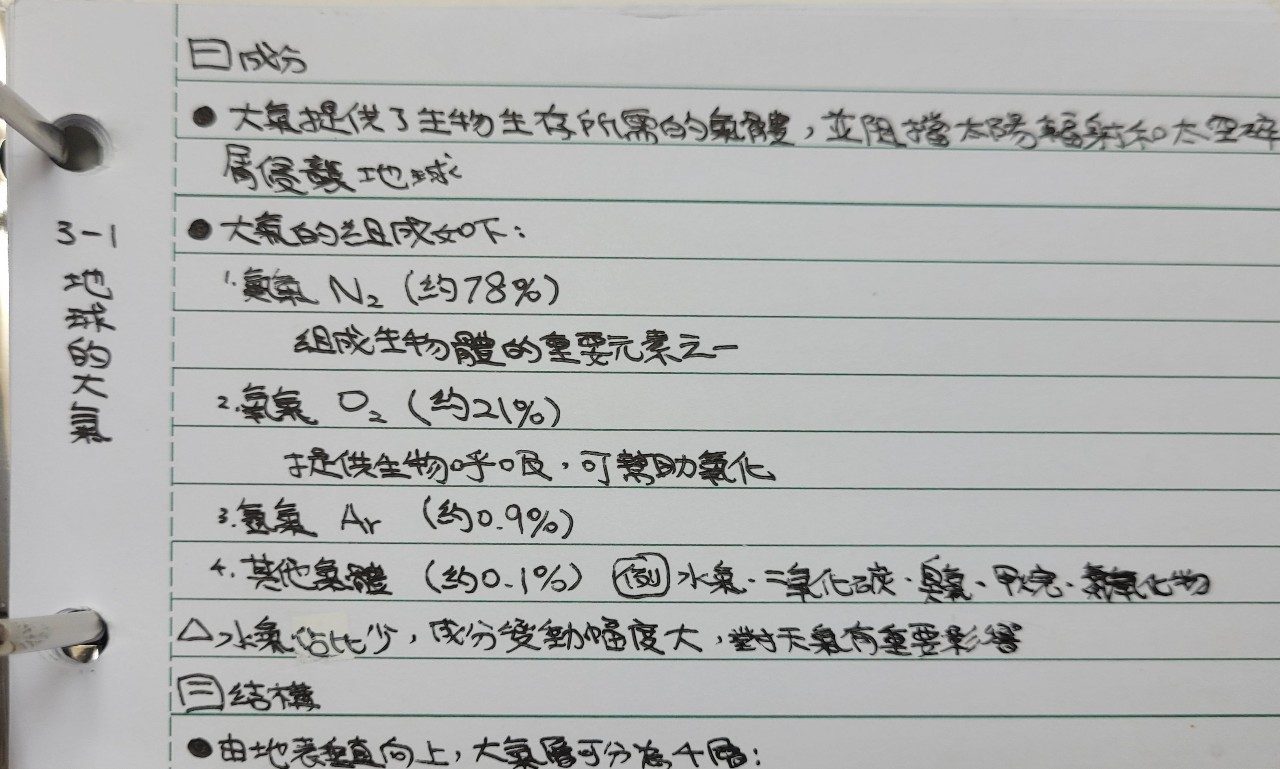 3-1 地球的大氣
二 成分
● 大氣提供了生物生存所需的氣體，並阻擋太陽輻射和太空碎
屑侵襲地球
● 大氣的組成如下：
1. 氮氣 N₂ (約78%)
組成生物體的重要元素之一
2. 氧氣 O₂ (約21%)
提供生物呼吸，可幫助氧化
3. 氬氣 Ar (約0.9%)
4. 其他氣體 (約0.1%) 例 水氣、二氧化碳、臭氧、甲烷、氮氧化物
△水氣佔比少，成分變動幅度大，對天氣有重要影響
三 結構
● 由地表垂直向上，大氣層可分為4層：